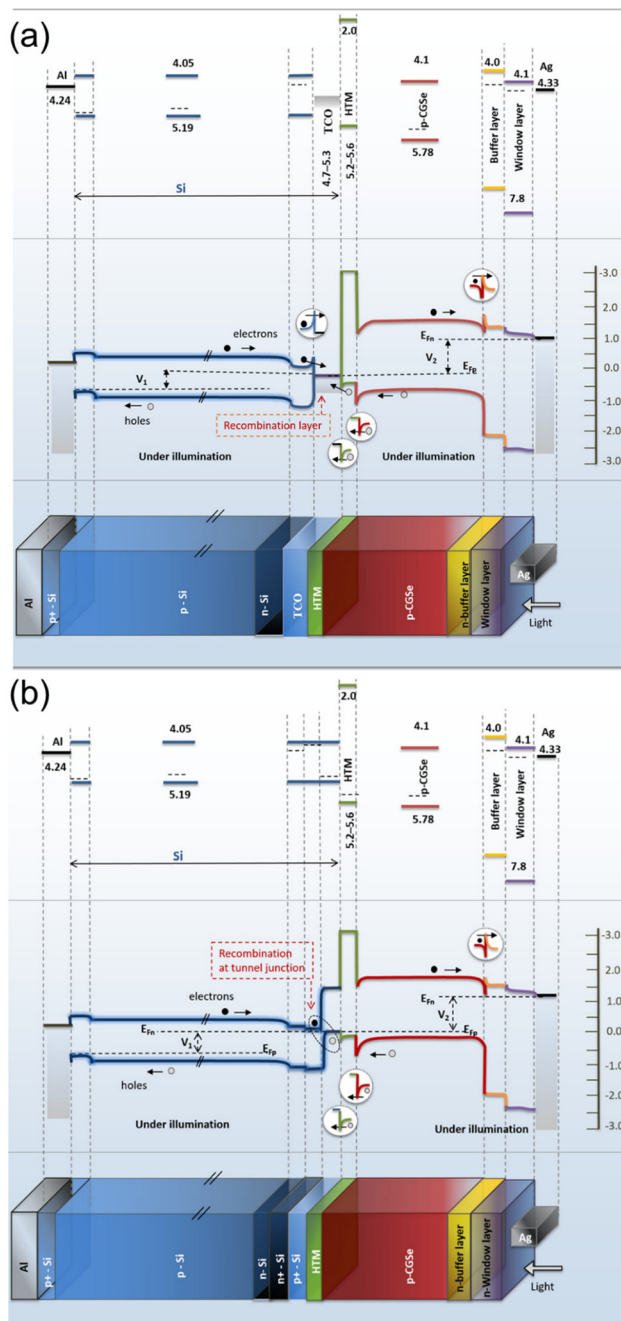 (a)
2.0
4.05
4.1
4.0
4.1
Ag
4.33
Al
4.24
5.19
TCO
HTM
p-CGSe
Buffer layer
Window layer
5.78
4.7–5.3
5.2–5.6
Si
7.8
-3.0
2.0
1.0
0.0
-1.0
-2.0
-3.0
electrons
EFn
V1
V2
EFp
holes
Recombination layer
Under illumination
Under illumination
Al
p+ - Si
p - Si
n- Si
TCO
HTM
p-CGSe
n-buffer layer
Window layer
Ag
Light
(b)
2.0
Al
4.05
4.1
4.0
4.1
Ag
4.33
4.24
5.19
HTM
p-CGSe
Buffer layer
Window layer
5.78
5.2–5.6
Si
7.8
-3.0
2.0
1.0
0.0
-1.0
-2.0
-3.0
Recombination
at tunnel junction
electrons
EFn
EFn
V1
V2
EFp
EFp
holes
Under illumination
Under illumination
Al
p+ - Si
p - Si
n- Si
n+ - Si
p+ - Si
HTM
p-CGSe
n-buffer layer
n-Window layer
Ag
Light